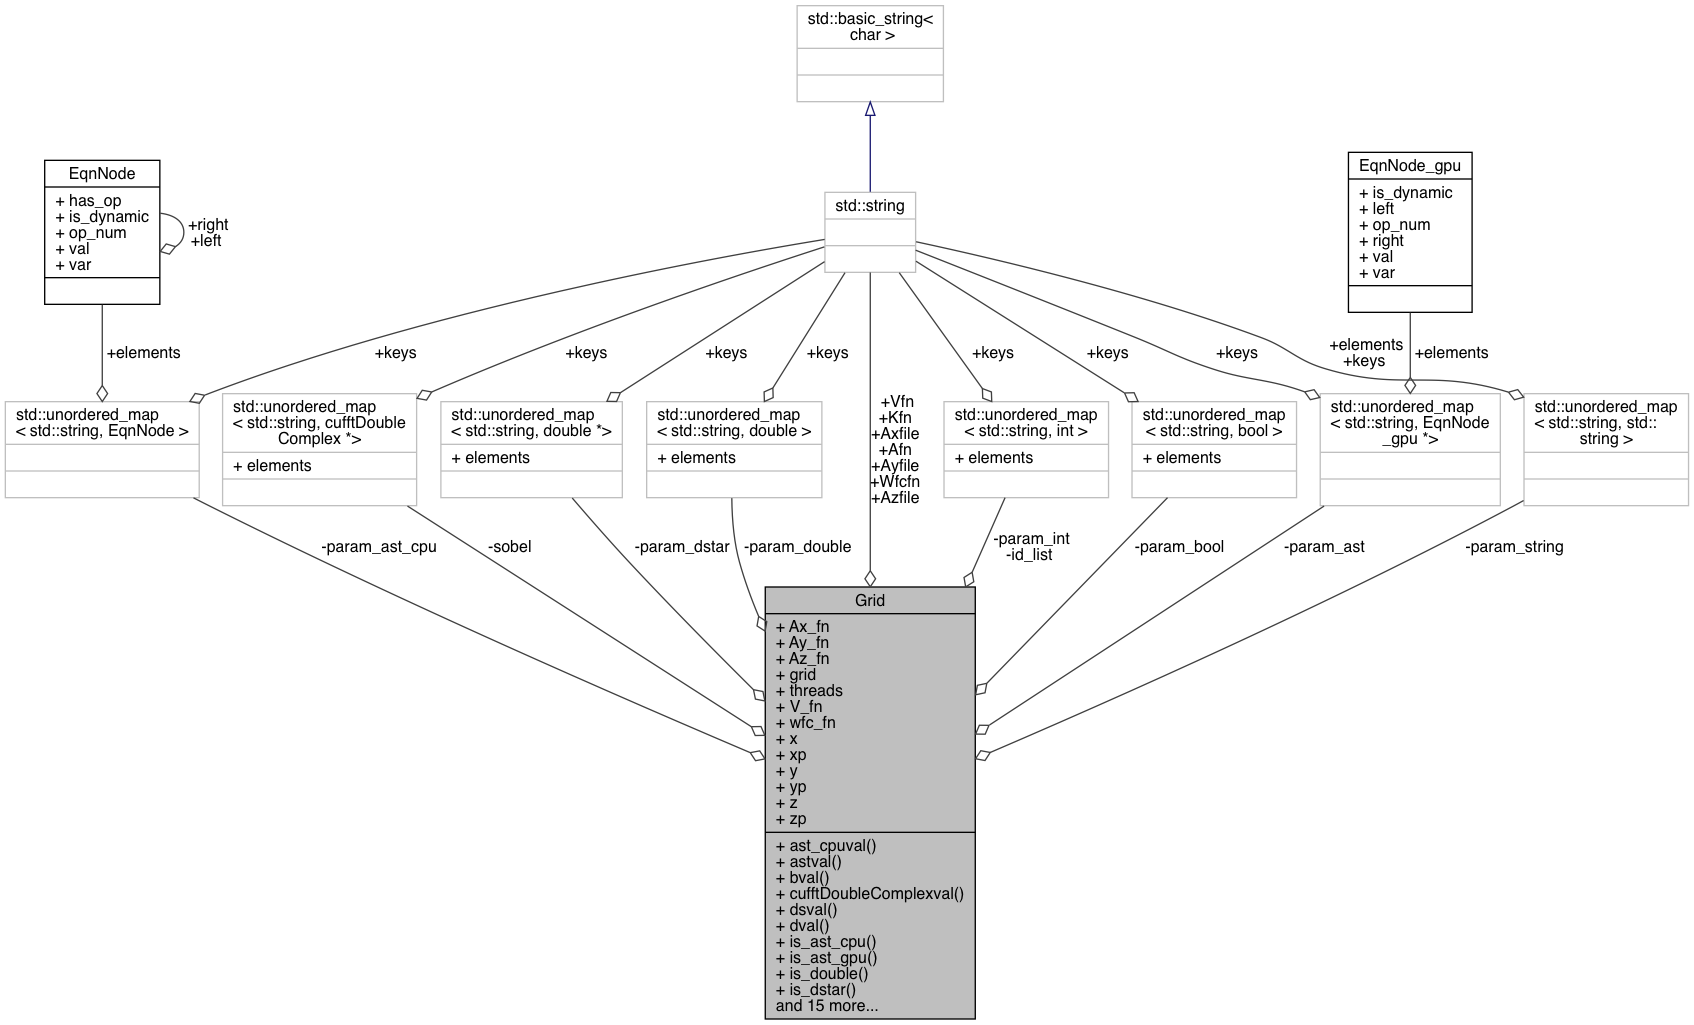 std::basic_string<
char >
std::string
EqnNode
+ has_op
+ is_dynamic
+ op_num
+ val
+ var
+right
+left
EqnNode_gpu
+ is_dynamic
+ left
+ op_num
+ right
+ val
+ var
+elements
+keys
+keys
+keys
+keys
+keys
+keys
+keys
+elements
+keys
+elements
std::unordered_map
< std::string, EqnNode >
std::unordered_map
< std::string, cufftDouble
Complex *>
+ elements
std::unordered_map
< std::string, double *>
+ elements
std::unordered_map
< std::string, double >
+ elements
+Vfn
+Kfn
+Axfile
+Afn
+Ayfile
+Wfcfn
+Azfile
std::unordered_map
< std::string, int >
+ elements
std::unordered_map
< std::string, bool >
+ elements
std::unordered_map
< std::string, EqnNode
_gpu *>
std::unordered_map
< std::string, std::
string >
-param_ast_cpu
-sobel
-param_dstar
-param_double
-param_int
-id_list
-param_bool
-param_ast
-param_string
Grid
+ Ax_fn
+ Ay_fn
+ Az_fn
+ grid
+ threads
+ V_fn
+ wfc_fn
+ x
+ xp
+ y
+ yp
+ z
+ zp
+ ast_cpuval()
+ astval()
+ bval()
+ cufftDoubleComplexval()
+ dsval()
+ dval()
+ is_ast_cpu()
+ is_ast_gpu()
+ is_double()
+ is_dstar()
and 15 more...